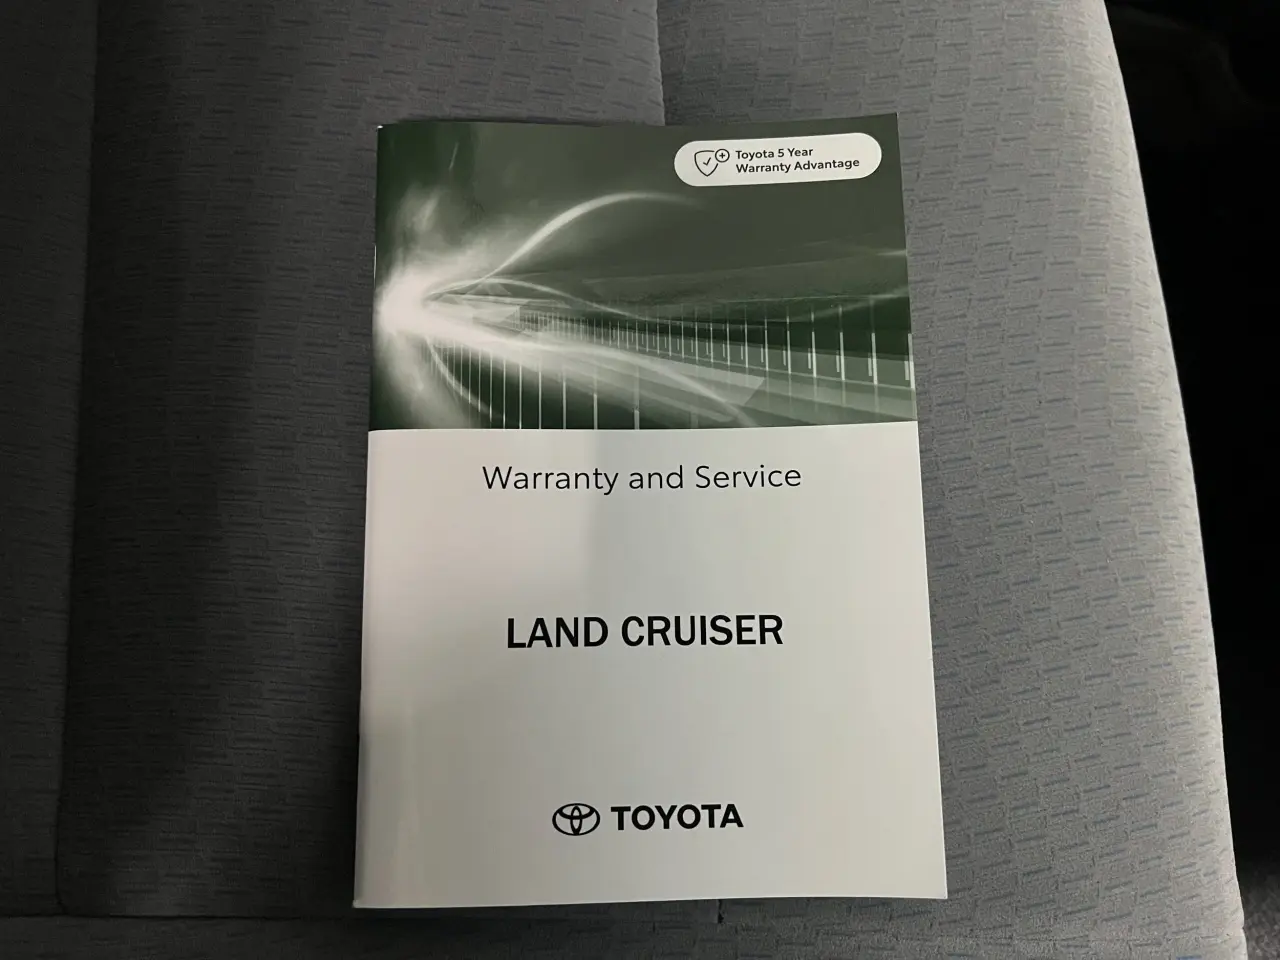 Toyota 5 Year
Warranty Advantage
Warranty and Service
LAND CRUISER
TOYOTA